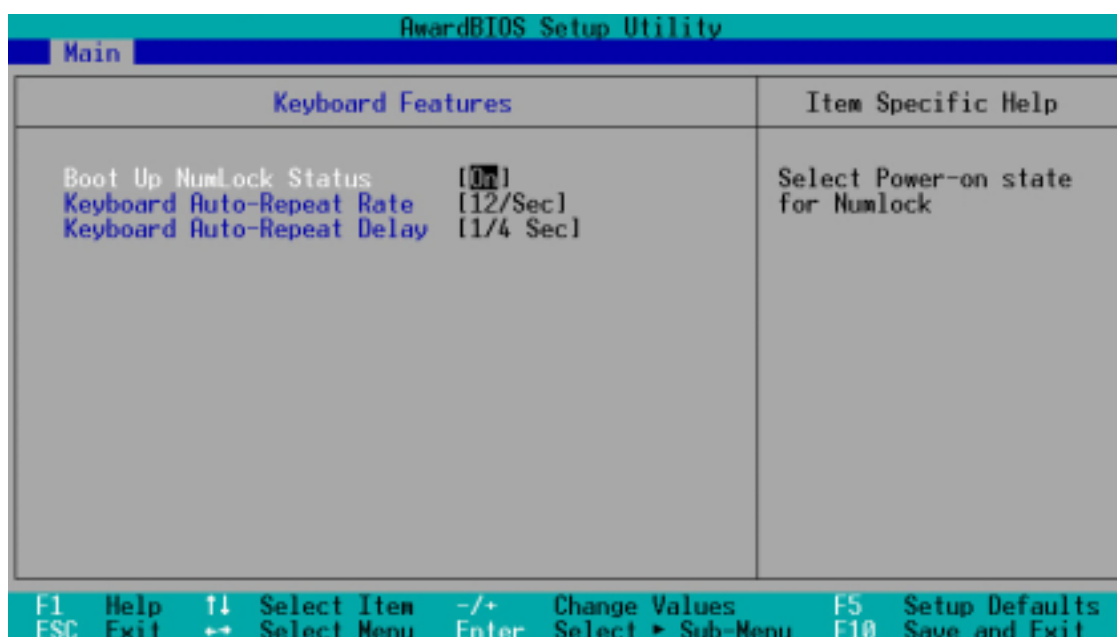 AwardBIOS Setup Utility
Main
Keyboard Features
Item Specific Help
Boot Up NumLock Status [On]
Keyboard Auto-Repeat Rate [12/Sec]
Keyboard Auto-Repeat Delay [1/4 Sec]
Select Power-on state
for Numlock
F1 Help ↑↓ Select Item -/+ Change Values F5 Setup Defaults
ESC Exit ←→ Select Menu Enter Select ► Sub-Menu F10 Save and Exit